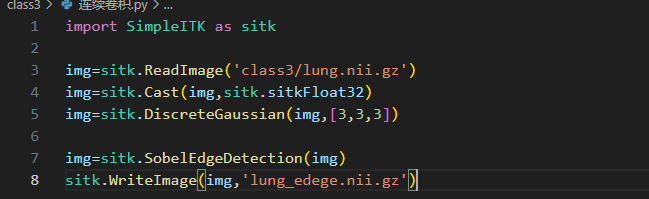 class3 > 连续卷积.py > ...
1 import SimpleITK as sitk
2
3 img=sitk.ReadImage('class3/lung.nii.gz')
4 img=sitk.Cast(img,sitk.sitkFloat32)
5 img=sitk.DiscreteGaussian(img,[3,3,3])
6
7 img=sitk.SobelEdgeDetection(img)
8 sitk.WriteImage(img,'lung_edege.nii.gz')